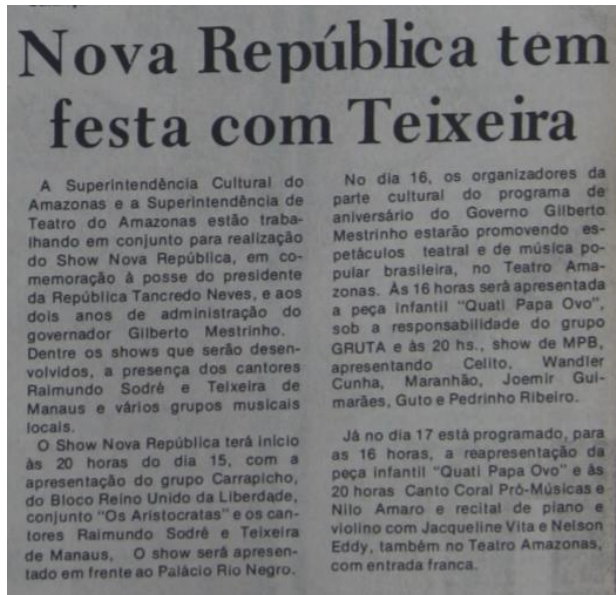 Nova República tem
festa com Teixeira
A Superintendência Cultural do
Amazonas e a Superintendência de
Teatro do Amazonas estão traba-
lhando em conjunto para realização
do Show Nova República, em co-
memoração à posse do presidente
da República Tancredo Neves, e aos
dois anos de administração do
governador Gilberto Mestrinho.
Dentre os shows que serão desen-
volvidos, a presença dos cantores
Raimundo Sodré e Teixeira de
Manaus e vários grupos musicais
locais.
O Show Nova República terá início
às 20 horas do dia 15, com a
apresentação do grupo Carrapicho,
do Bloco Reino Unido da Liberdade,
conjunto "Os Aristocratas" e os can-
tores Raimundo Sodré e Teixeira
de Manaus, O show será apresen-
tado em frente ao Palácio Rio Negro.
No dia 16, os organizadores da
parte cultural do programa de
aniversário do Governo Gilberto
Mestrinho estarão promovendo es-
petáculos teatral e de música po-
pular brasileira, no Teatro Ama-
zonas. Às 16 horas será apresentada
a peça infantil "Quati Papa Ovo",
sob a responsabilidade do grupo
GRUTA e às 20 hs., show de MPB,
apresentando Celito, Wandler
Cunha, Maranhão, Joemir Gui-
marães, Guto e Pedrinho Ribeiro.
Já no dia 17 está programado, para
as 16 horas, a reapresentação da
peça infantil "Quati Papa Ovo" e às
20 horas Canto Coral Pró-Músicas e
Nilo Amaro e recital de piano e
violino com Jacqueline Vita e Nelson
Eddy, também no Teatro Amazonas,
com entrada franca.